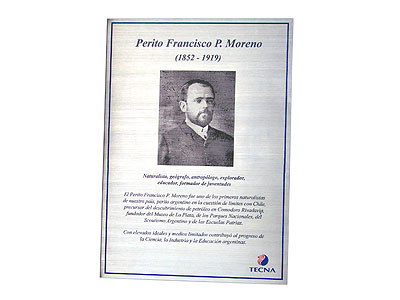 Perito Francisco P. Moreno
(1852 - 1919)
Naturalista, geógrafo, antropólogo, explorador,
educador, formador de juventudes
El Perito Francisco P. Moreno fue uno de los primeros naturalistas
de nuestro país, perito argentino en la cuestión de límites con Chile,
precursor del descubrimiento de petróleo en Comodoro Rivadavia,
fundador del Museo de La Plata, de los Parques Nacionales, del
Scoutismo Argentino y de las Escuelas Patrias.
Con elevados ideales y medios limitados contribuyó al progreso de
la Ciencia, la Industria y la Educación argentinas.
TECNA